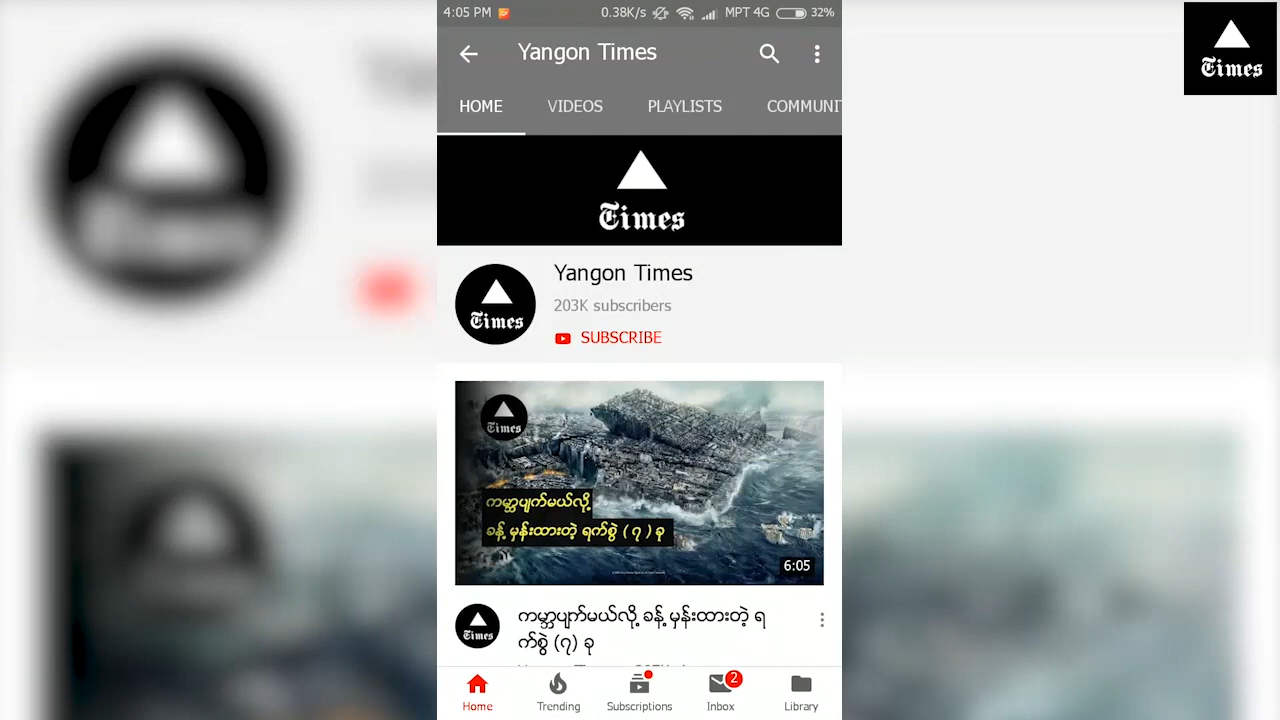 4:05 PM 0.38K/s MPT 4G 32%
Yangon Times
Times
HOME VIDEOS PLAYLISTS COMMUNI
Times
Yangon Times
203K subscribers
SUBSCRIBE
Times
Times
ကမ္ဘာပျက်မယ်လို့
ခန့် မှန်းထားတဲ့ ရက်စွဲ ( ၇ ) ခု
6:05
ကမ္ဘာပျက်မယ်လို့ ခန့် မှန်းထားတဲ့ ရ
က်စွဲ (၇) ခု
Times
2
Home Trending Subscriptions Inbox Library